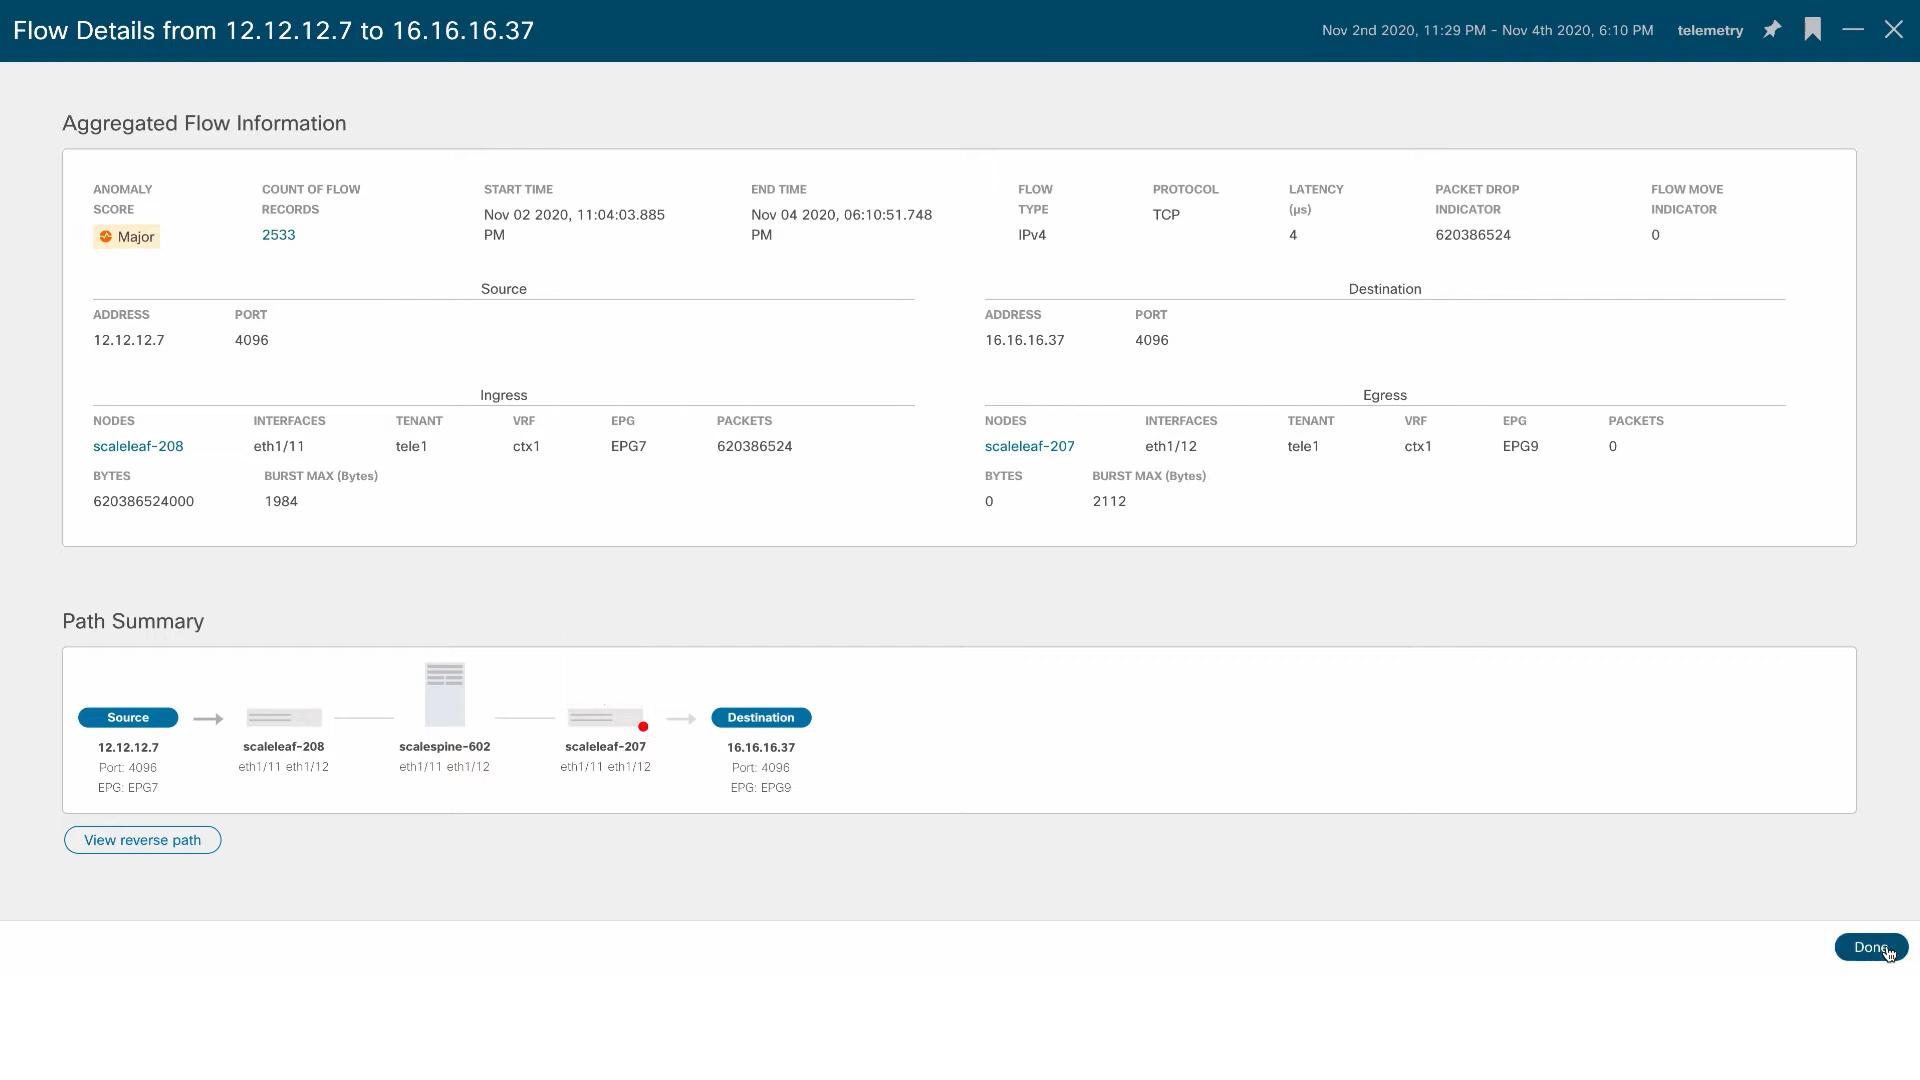 Flow Details from 12.12.12.7 to 16.16.16.37
Nov 2nd 2020, 11:29 PM - Nov 4th 2020, 6:10 PM
telemetry
Aggregated Flow Information
ANOMALY SCORE
Major
COUNT OF FLOW RECORDS
2533
START TIME
Nov 02 2020, 11:04:03.885 PM
END TIME
Nov 04 2020, 06:10:51.748 PM
FLOW TYPE
IPv4
PROTOCOL
TCP
LATENCY (µs)
4
PACKET DROP INDICATOR
620386524
FLOW MOVE INDICATOR
0
Source
ADDRESS PORT
12.12.12.7 4096
Destination
ADDRESS PORT
16.16.16.37 4096
Ingress
NODES INTERFACES TENANT VRF EPG PACKETS
scaleleaf-208 eth1/11 tele1 ctx1 EPG7 620386524
BYTES BURST MAX (Bytes)
620386524000 1984
Egress
NODES INTERFACES TENANT VRF EPG PACKETS
scaleleaf-207 eth1/12 tele1 ctx1 EPG9 0
BYTES BURST MAX (Bytes)
0 2112
Path Summary
Source
12.12.12.7
Port: 4096
EPG: EPG7
scaleleaf-208
eth1/11 eth1/12
scalespine-602
eth1/11 eth1/12
scaleleaf-207
eth1/11 eth1/12
Destination
16.16.16.37
Port: 4096
EPG: EPG9
View reverse path
Done